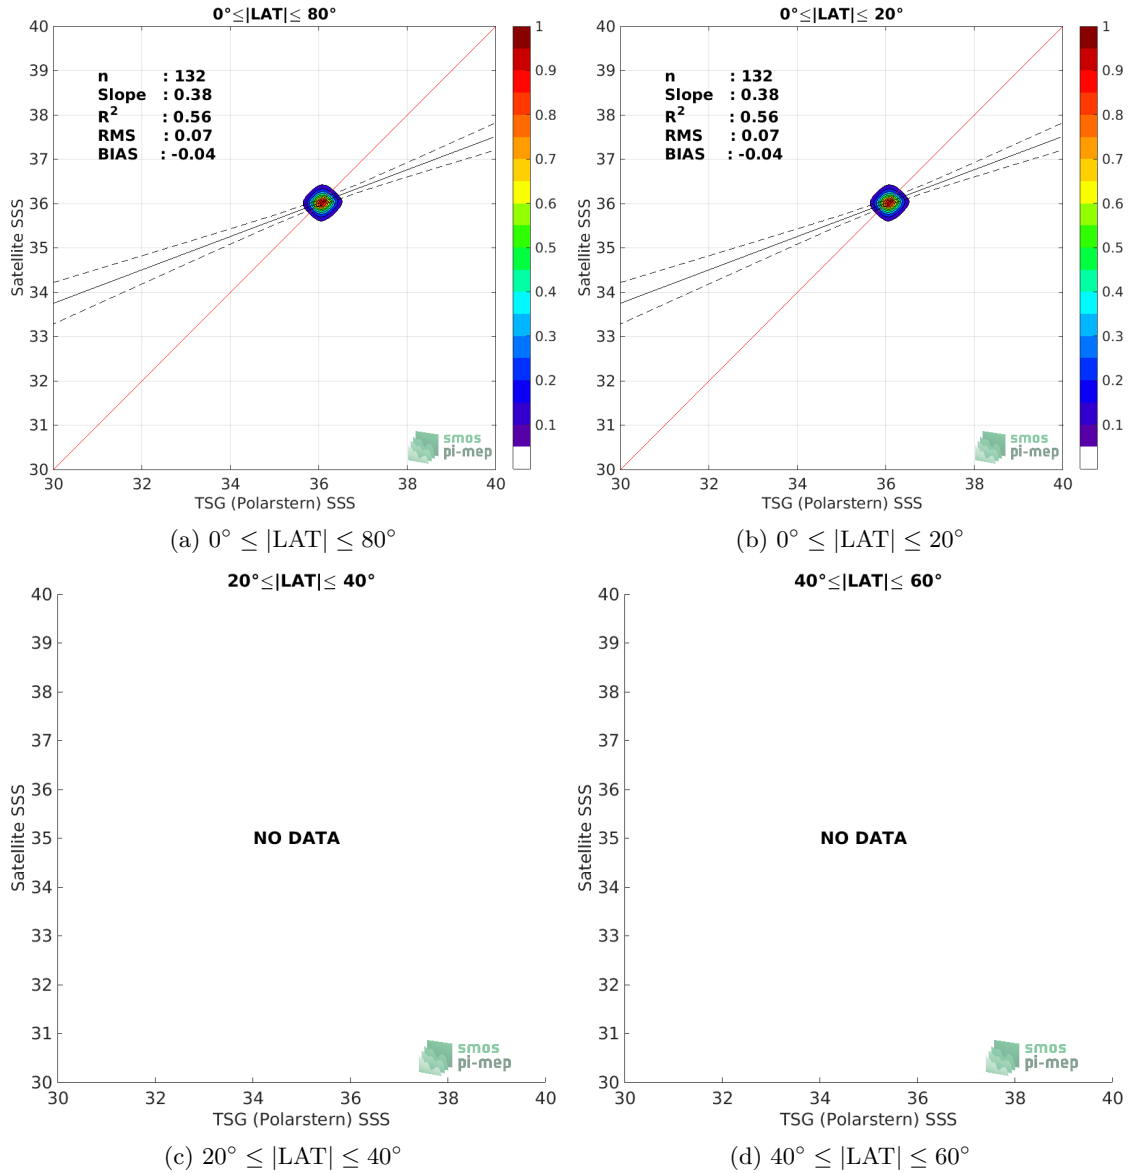 0°≤|LAT|≤ 80°
40
39
38
37
36
35
34
33
32
31
30
Satellite SSS
n : 132
Slope : 0.38
R² : 0.56
RMS : 0.07
BIAS : -0.04
smos
pi-mep
30 32 34 36 38 40
TSG (Polarstern) SSS
1
0.9
0.8
0.7
0.6
0.5
0.4
0.3
0.2
0.1
(a) 0° ≤ |LAT| ≤ 80°
0°≤|LAT|≤ 20°
40
39
38
37
36
35
34
33
32
31
30
Satellite SSS
n : 132
Slope : 0.38
R² : 0.56
RMS : 0.07
BIAS : -0.04
smos
pi-mep
30 32 34 36 38 40
TSG (Polarstern) SSS
1
0.9
0.8
0.7
0.6
0.5
0.4
0.3
0.2
0.1
(b) 0° ≤ |LAT| ≤ 20°
20°≤|LAT|≤ 40°
40
39
38
37
36
35
34
33
32
31
30
Satellite SSS
NO DATA
smos
pi-mep
30 32 34 36 38 40
TSG (Polarstern) SSS
(c) 20° ≤ |LAT| ≤ 40°
40°≤|LAT|≤ 60°
40
39
38
37
36
35
34
33
32
31
30
Satellite SSS
NO DATA
smos
pi-mep
30 32 34 36 38 40
TSG (Polarstern) SSS
(d) 40° ≤ |LAT| ≤ 60°